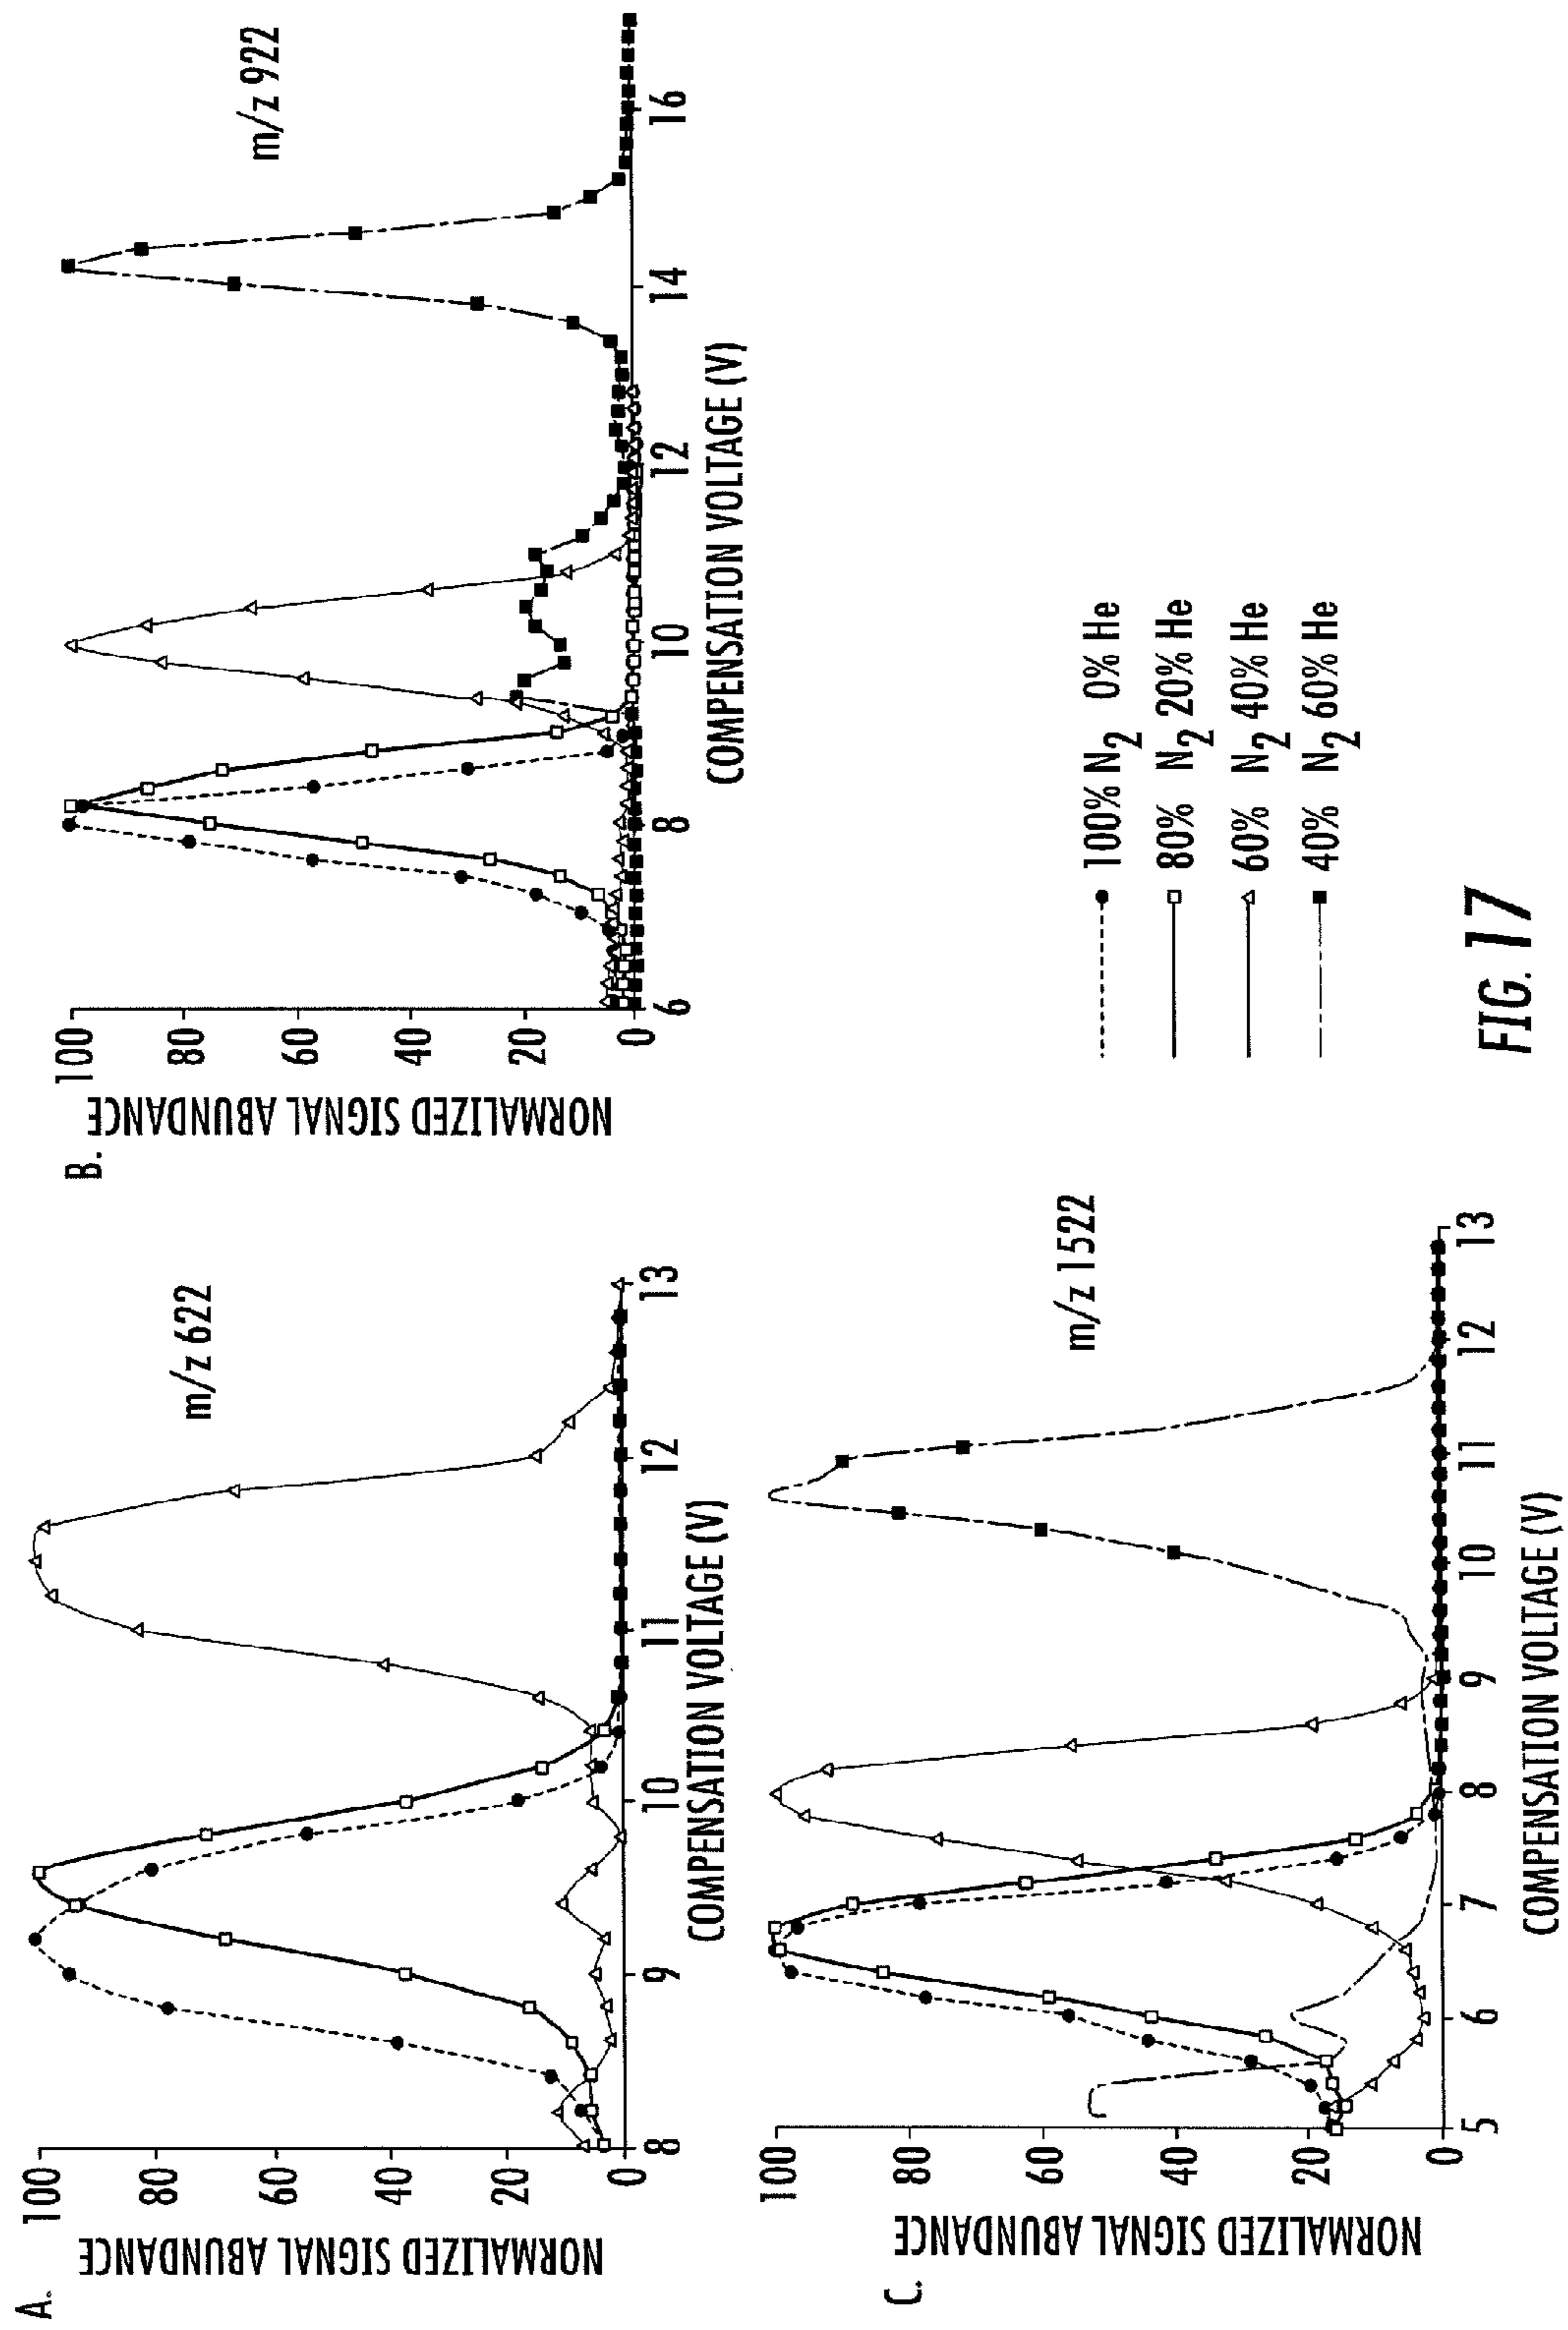 A.
NORMALIZED SIGNAL ABUNDANCE
100
80
60
40
20
0
8
9
10
11
12
13
COMPENSATION VOLTAGE (V)
m/z 622
B.
NORMALIZED SIGNAL ABUNDANCE
100
80
60
40
20
0
6
8
10
12
14
16
COMPENSATION VOLTAGE (V)
m/z 922
C.
NORMALIZED SIGNAL ABUNDANCE
100
80
60
40
20
0
5
6
7
8
9
10
11
12
13
COMPENSATION VOLTAGE (V)
m/z 1522
100% N2 0% He
80% N2 20% He
60% N2 40% He
40% N2 60% He
FIG. 17